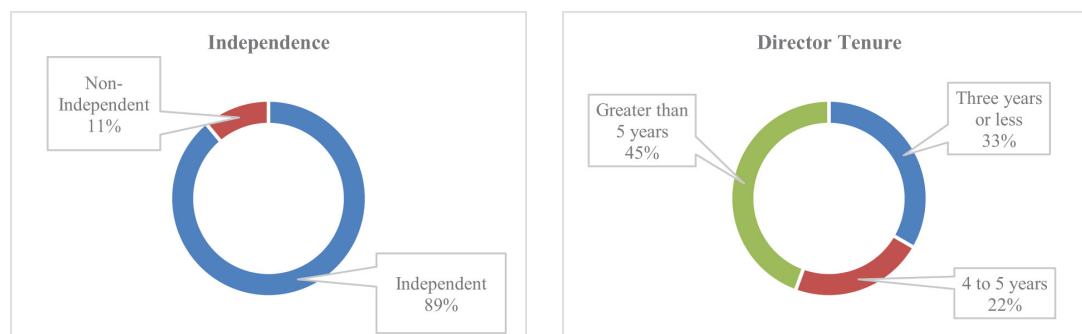 Independence
Non-
Independent
11%
Independent
89%
Director Tenure
Greater than
5 years
45%
Three years
or less
33%
4 to 5 years
22%